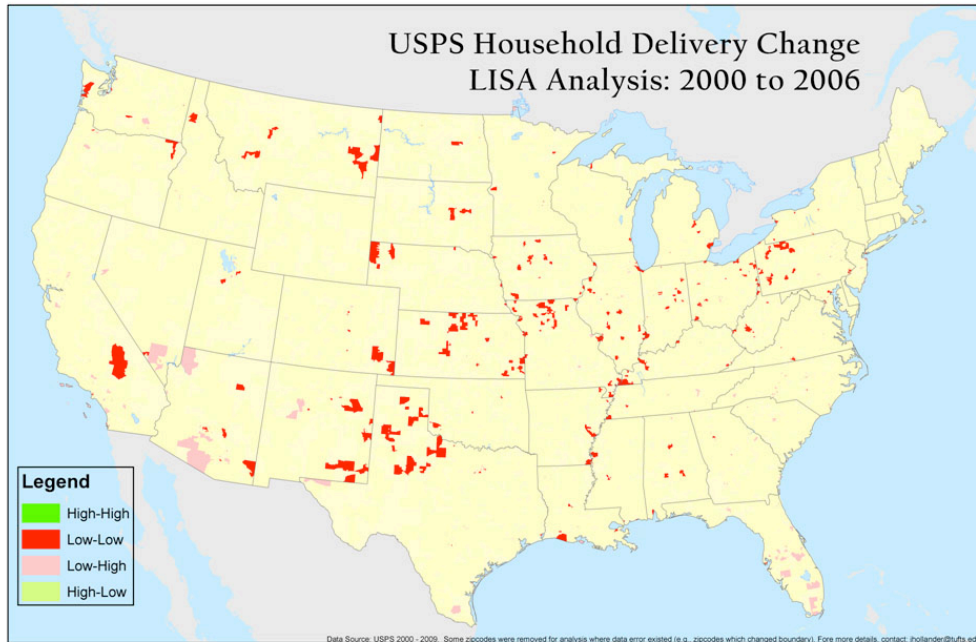 USPS Household Delivery Change
LISA Analysis: 2000 to 2006
Legend
High-High
Low-Low
Low-High
High-Low
Data Source: USPS 2000 - 2009. Some zipcodes were removed for analysis where data error existed (e.g., zipcodes which changed boundary). Fore more details, contact: jhollander@tufts.ed